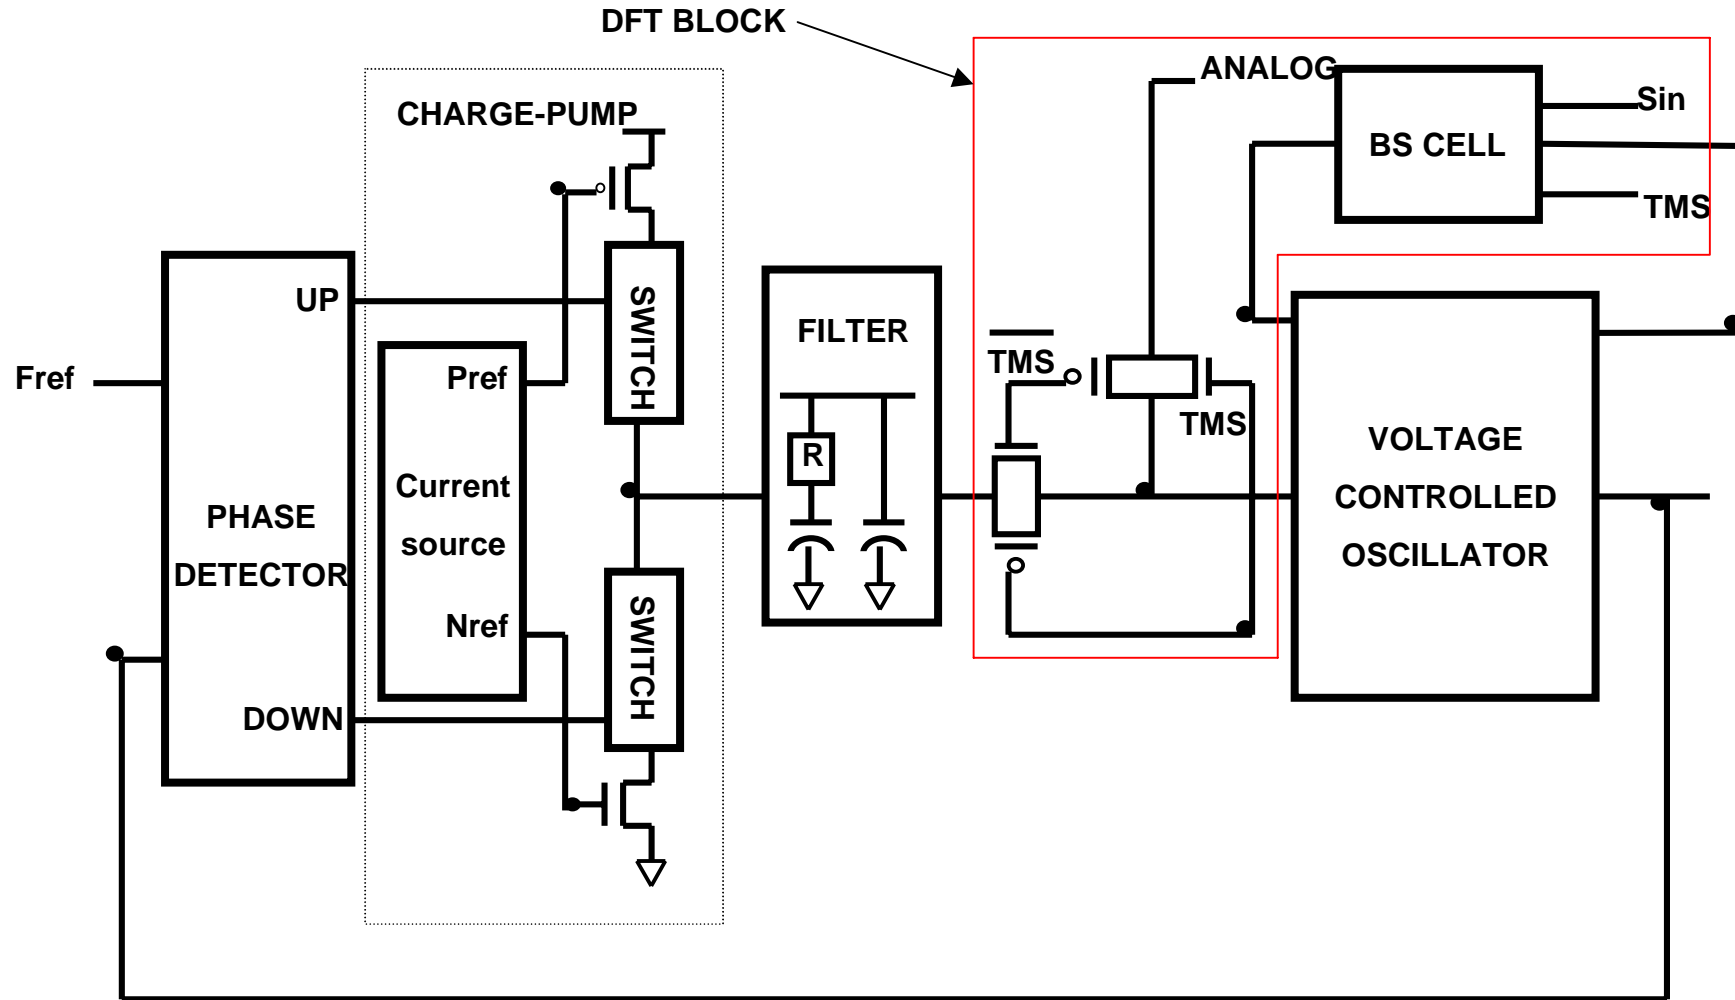 DFT BLOCK
ANALOG
CHARGE-PUMP
Sin
BS CELL
TMS
UP
SWITCH
FILTER
TMS
Fref
Pref
TMS
R
VOLTAGE
CONTROLLED
OSCILLATOR
Current
source
PHASE
DETECTOR
Nref
SWITCH
DOWN